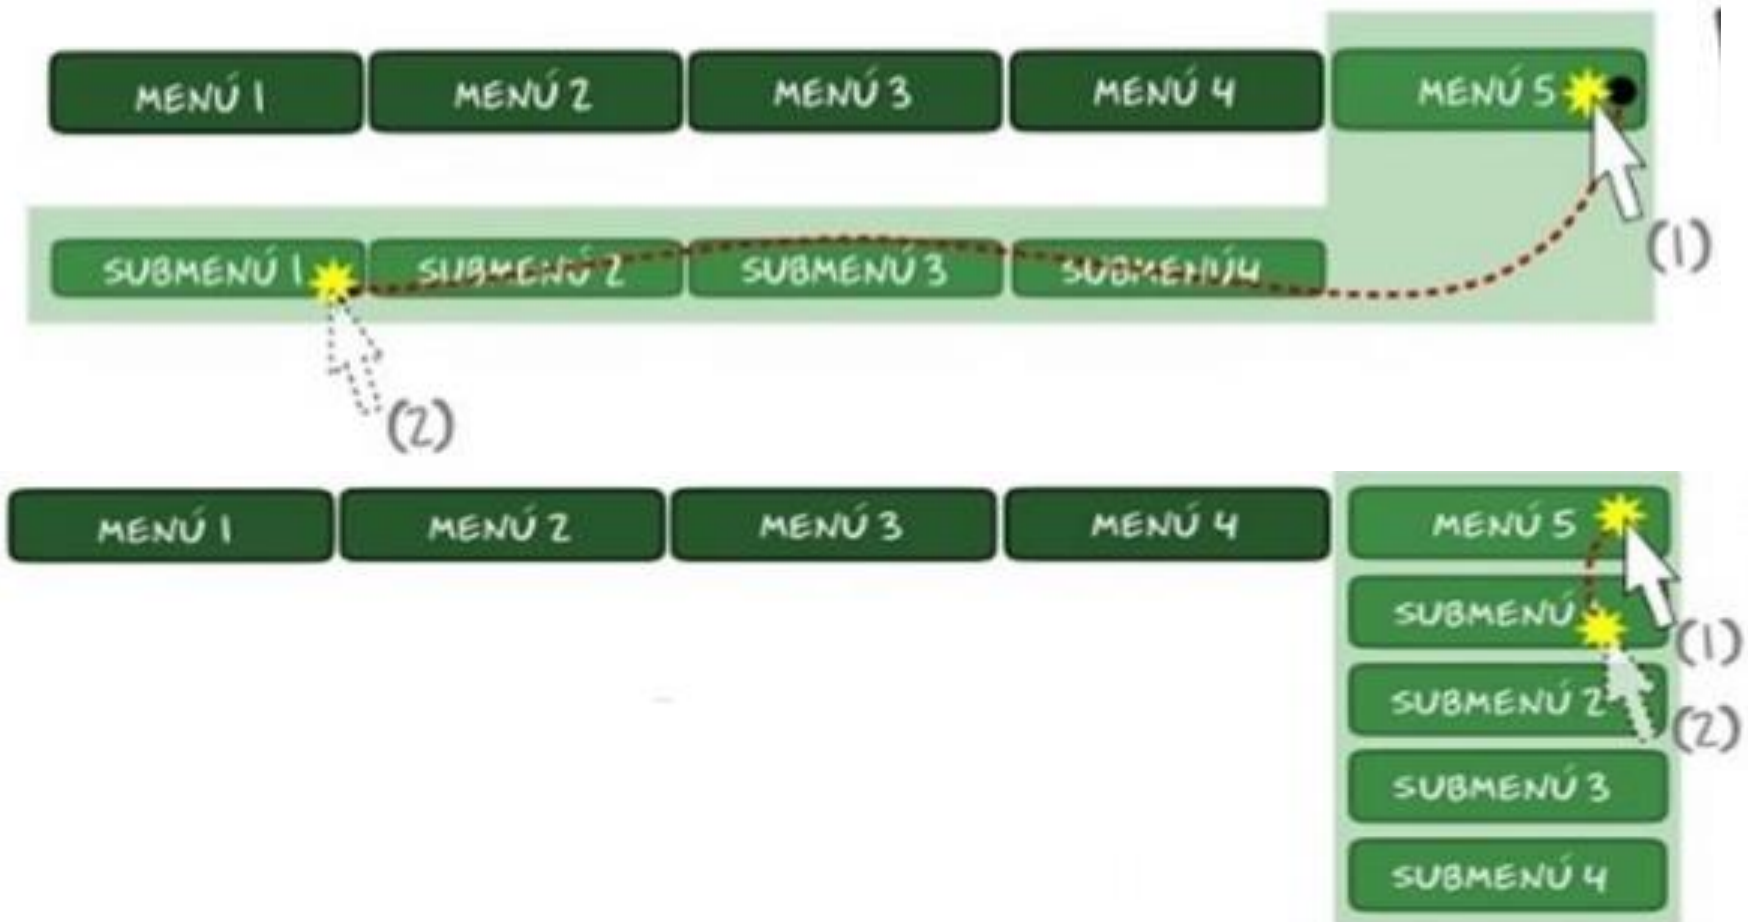 MENÚ 1 MENÚ 2 MENÚ 3 MENÚ 4 MENÚ 5
(1)
SUBMENÚ 1 SUBMENÚ 2 SUBMENÚ 3 SUBMENÚ 4
(2)
MENÚ 1 MENÚ 2 MENÚ 3 MENÚ 4 MENÚ 5
SUBMENÚ
(1)
SUBMENÚ 2
(2)
SUBMENÚ 3
SUBMENÚ 4